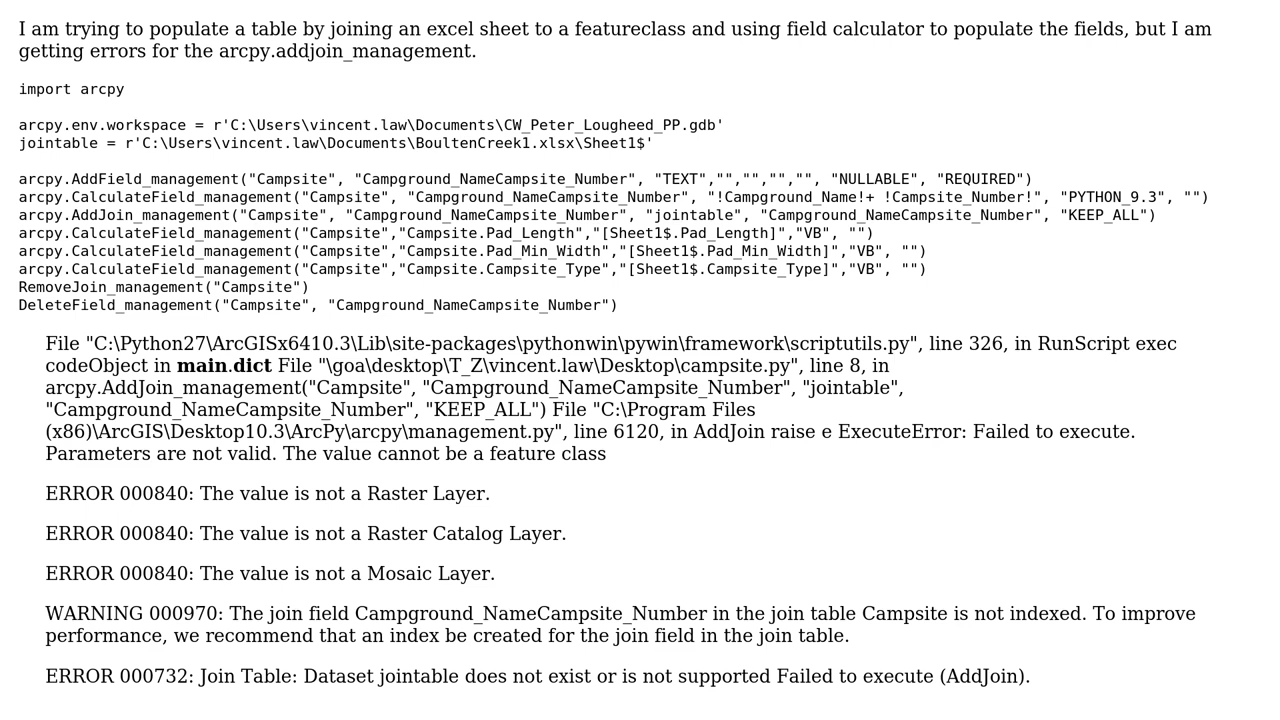 I am trying to populate a table by joining an excel sheet to a featureclass and using field calculator to populate the fields, but I am
getting errors for the arcpy.addjoin_management.
import arcpy
arcpy.env.workspace = r'C:\Users\vincent.law\Documents\CW_Peter_Lougheed_PP.gdb'
jointable = r'C:\Users\vincent.law\Documents\BoultenCreek1.xlsx\Sheet1$'
arcpy.AddField_management("Campsite", "Campground_NameCampsite_Number", "TEXT","","","","", "NULLABLE", "REQUIRED")
arcpy.CalculateField_management("Campsite", "Campground_NameCampsite_Number", "!Campground_Name!+ !Campsite_Number!", "PYTHON_9.3", "")
arcpy.AddJoin_management("Campsite", "Campground_NameCampsite_Number", "jointable", "Campground_NameCampsite_Number", "KEEP_ALL")
arcpy.CalculateField_management("Campsite","Campsite.Pad_Length","[Sheet1$.Pad_Length]","VB", "")
arcpy.CalculateField_management("Campsite","Campsite.Pad_Min_Width","[Sheet1$.Pad_Min_Width]","VB", "")
arcpy.CalculateField_management("Campsite","Campsite.Campsite_Type","[Sheet1$.Campsite_Type]","VB", "")
RemoveJoin_management("Campsite")
DeleteField_management("Campsite", "Campground_NameCampsite_Number")
File "C:\Python27\ArcGISx6410.3\Lib\site-packages\pythonwin\pywin\framework\scriptutils.py", line 326, in RunScript exec
codeObject in main.dict File "\goa\desktop\T_Z\vincent.law\Desktop\campsite.py", line 8, in
arcpy.AddJoin_management("Campsite", "Campground_NameCampsite_Number", "jointable",
"Campground_NameCampsite_Number", "KEEP_ALL") File "C:\Program Files
(x86)\ArcGIS\Desktop10.3\ArcPy\arcpy\management.py", line 6120, in AddJoin raise e ExecuteError: Failed to execute.
Parameters are not valid. The value cannot be a feature class
ERROR 000840: The value is not a Raster Layer.
ERROR 000840: The value is not a Raster Catalog Layer.
ERROR 000840: The value is not a Mosaic Layer.
WARNING 000970: The join field Campground_NameCampsite_Number in the join table Campsite is not indexed. To improve
performance, we recommend that an index be created for the join field in the join table.
ERROR 000732: Join Table: Dataset jointable does not exist or is not supported Failed to execute (AddJoin).